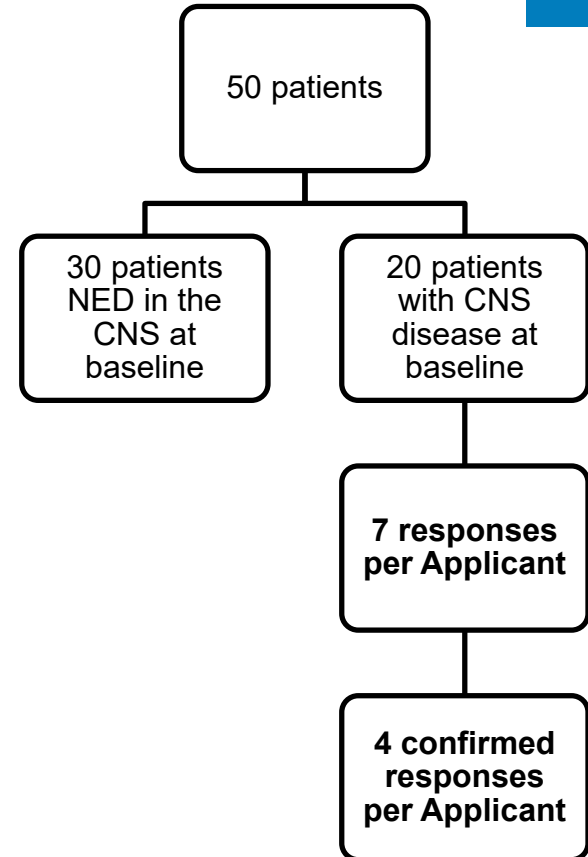 50 patients
30 patients
NED in the
CNS at
baseline
20 patients
with CNS
disease at
baseline
7 responses
per Applicant
4 confirmed
responses
per Applicant